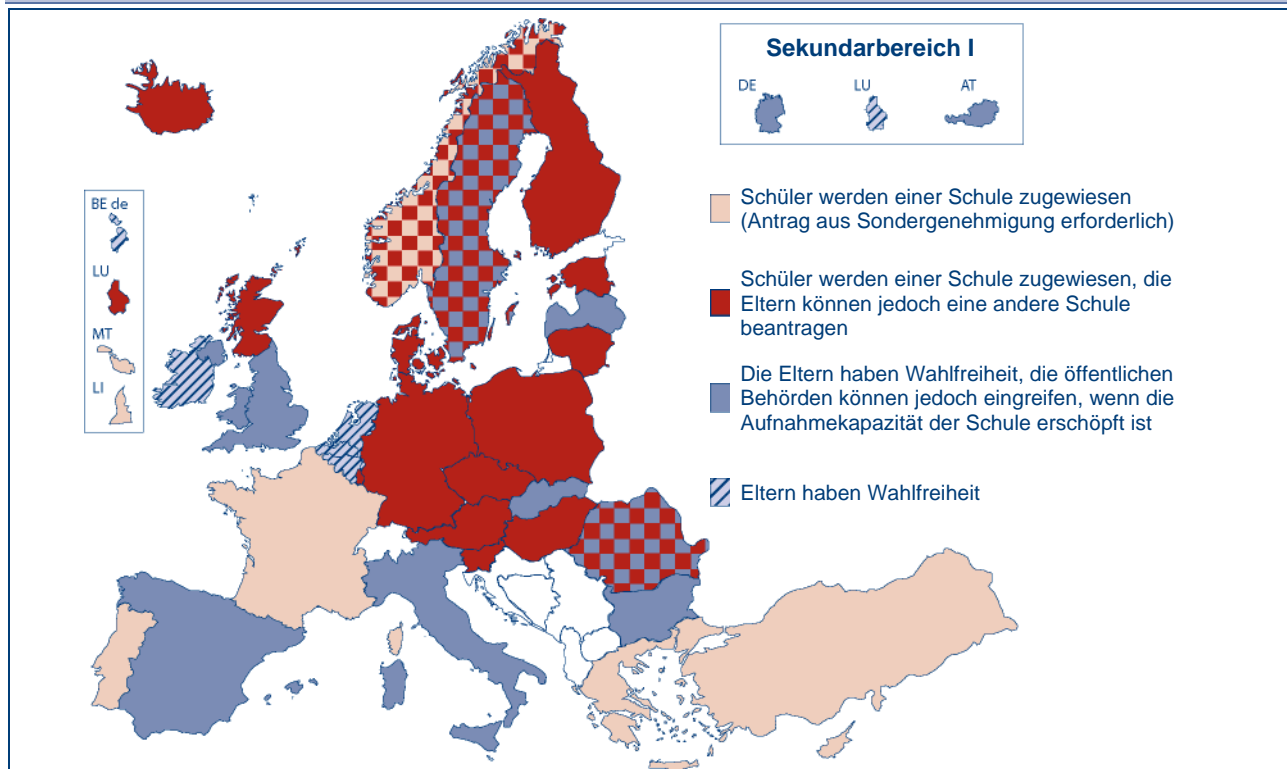 Sekundarbereich I
DE
LU
AT
BE de
LU
MT
LI
Schüler werden einer Schule zugewiesen
(Antrag aus Sondergenehmigung erforderlich)
Schüler werden einer Schule zugewiesen, die
Eltern können jedoch eine andere Schule
beantragen
Die Eltern haben Wahlfreiheit, die öffentlichen
Behörden können jedoch eingreifen, wenn die
Aufnahmekapazität der Schule erschöpft ist
Eltern haben Wahlfreiheit